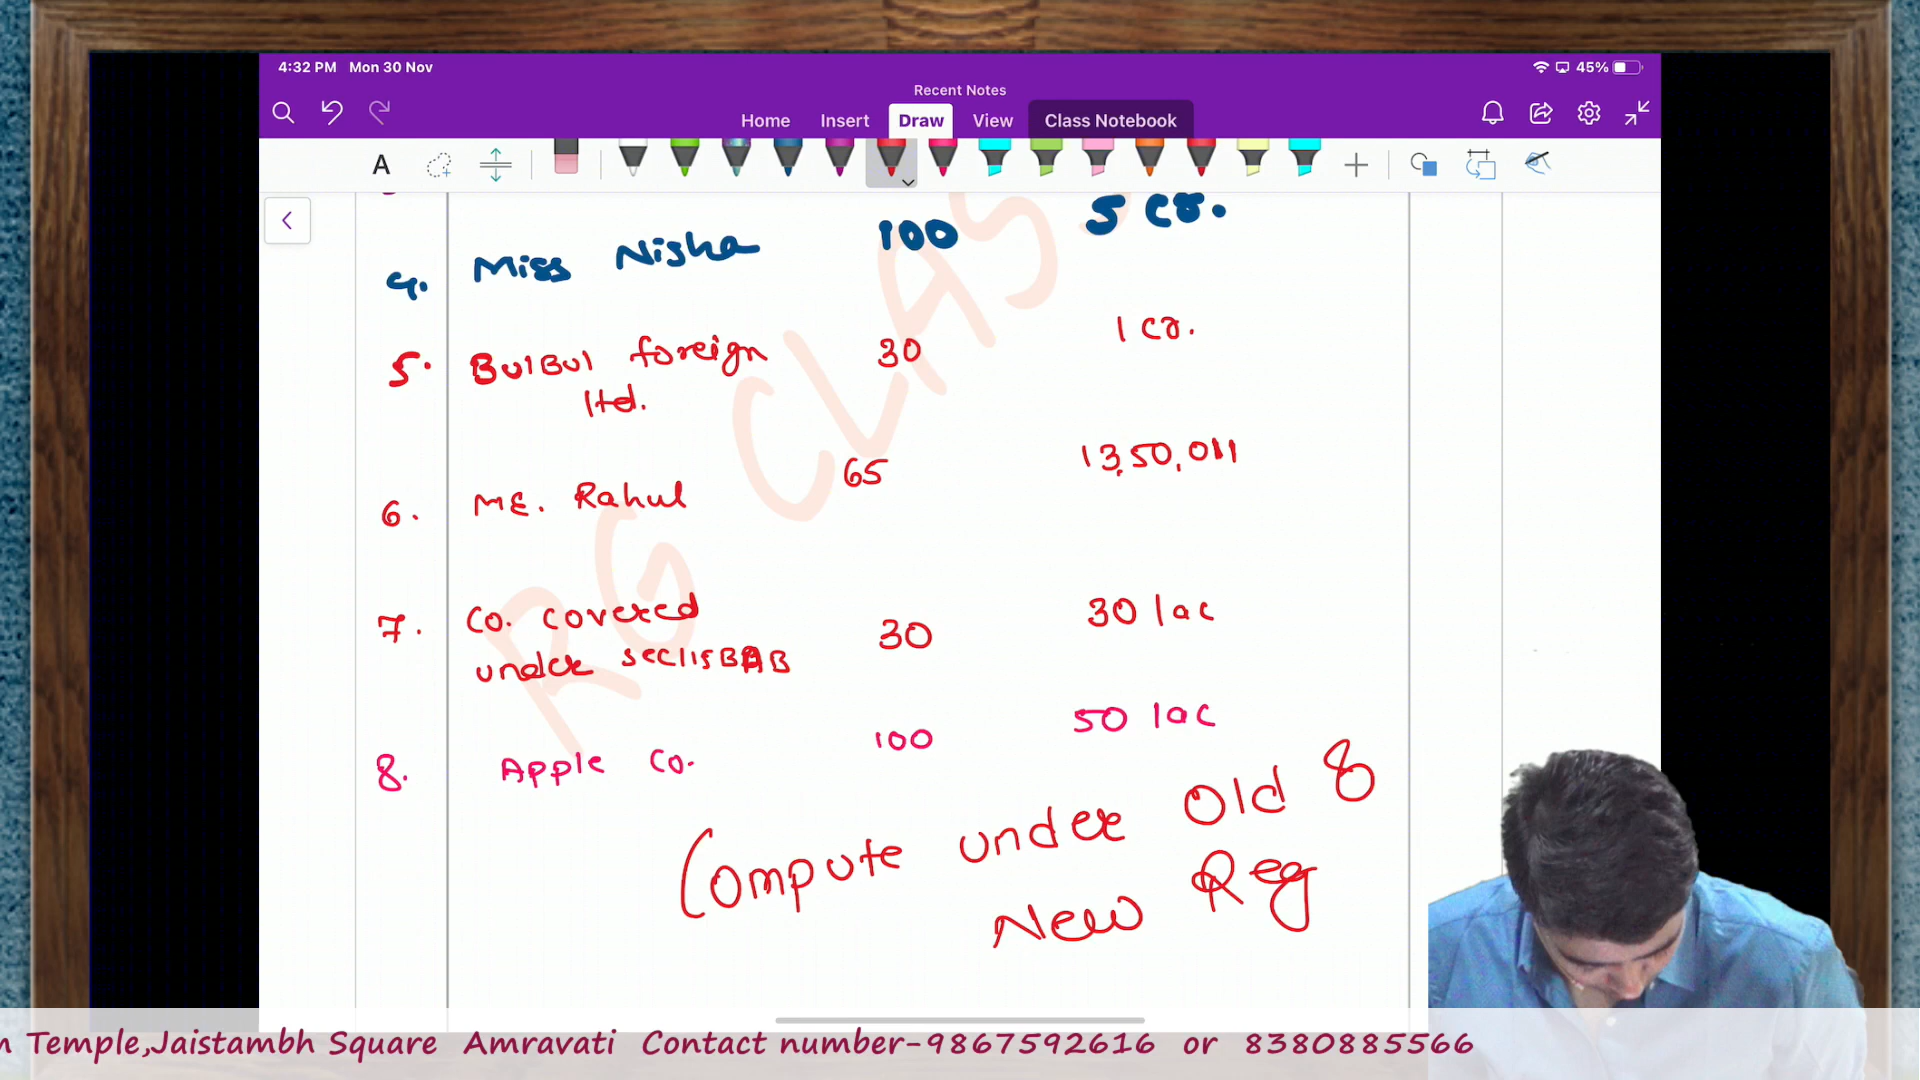 4:32 PM Mon 30 Nov
45%
Recent Notes
Home Insert Draw View Class Notebook
A
4. Miss Nisha 100 5 cr.
5. BulBul foreign 30 1 cr.
ltd.
6. Mr. Rahul 65 13,50,011
7. Co. covered 30 30 lac
under
8. Apple Co. 100 50 lac
Compute under Old &
New Reg
RG CLAS
n Temple,Jaistambh Square Amravati Contact number-9867592616 or 8380885566